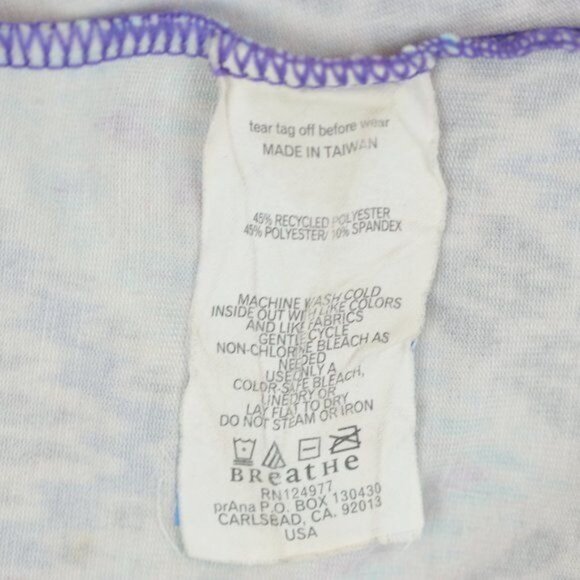 tear tag off before wear
MADE IN TAIWAN
45% RECYCLED POLYESTER
45% POLYESTER/ 10% SPANDEX
MACHINE WASH COLD
INSIDE OUT WITH LIKE COLORS
AND LIKE FABRICS
GENTLE CYCLE
NON-CHLORINE BLEACH AS
NEEDED
USE ONLY A
COLOR-SAFE BLEACH,
LINE DRY OR
LAY FLAT TO DRY
DO NOT STEAM OR IRON
BReatHe
RN124977
prAna P.O. BOX 130430
CARLSBAD, CA. 92013
USA